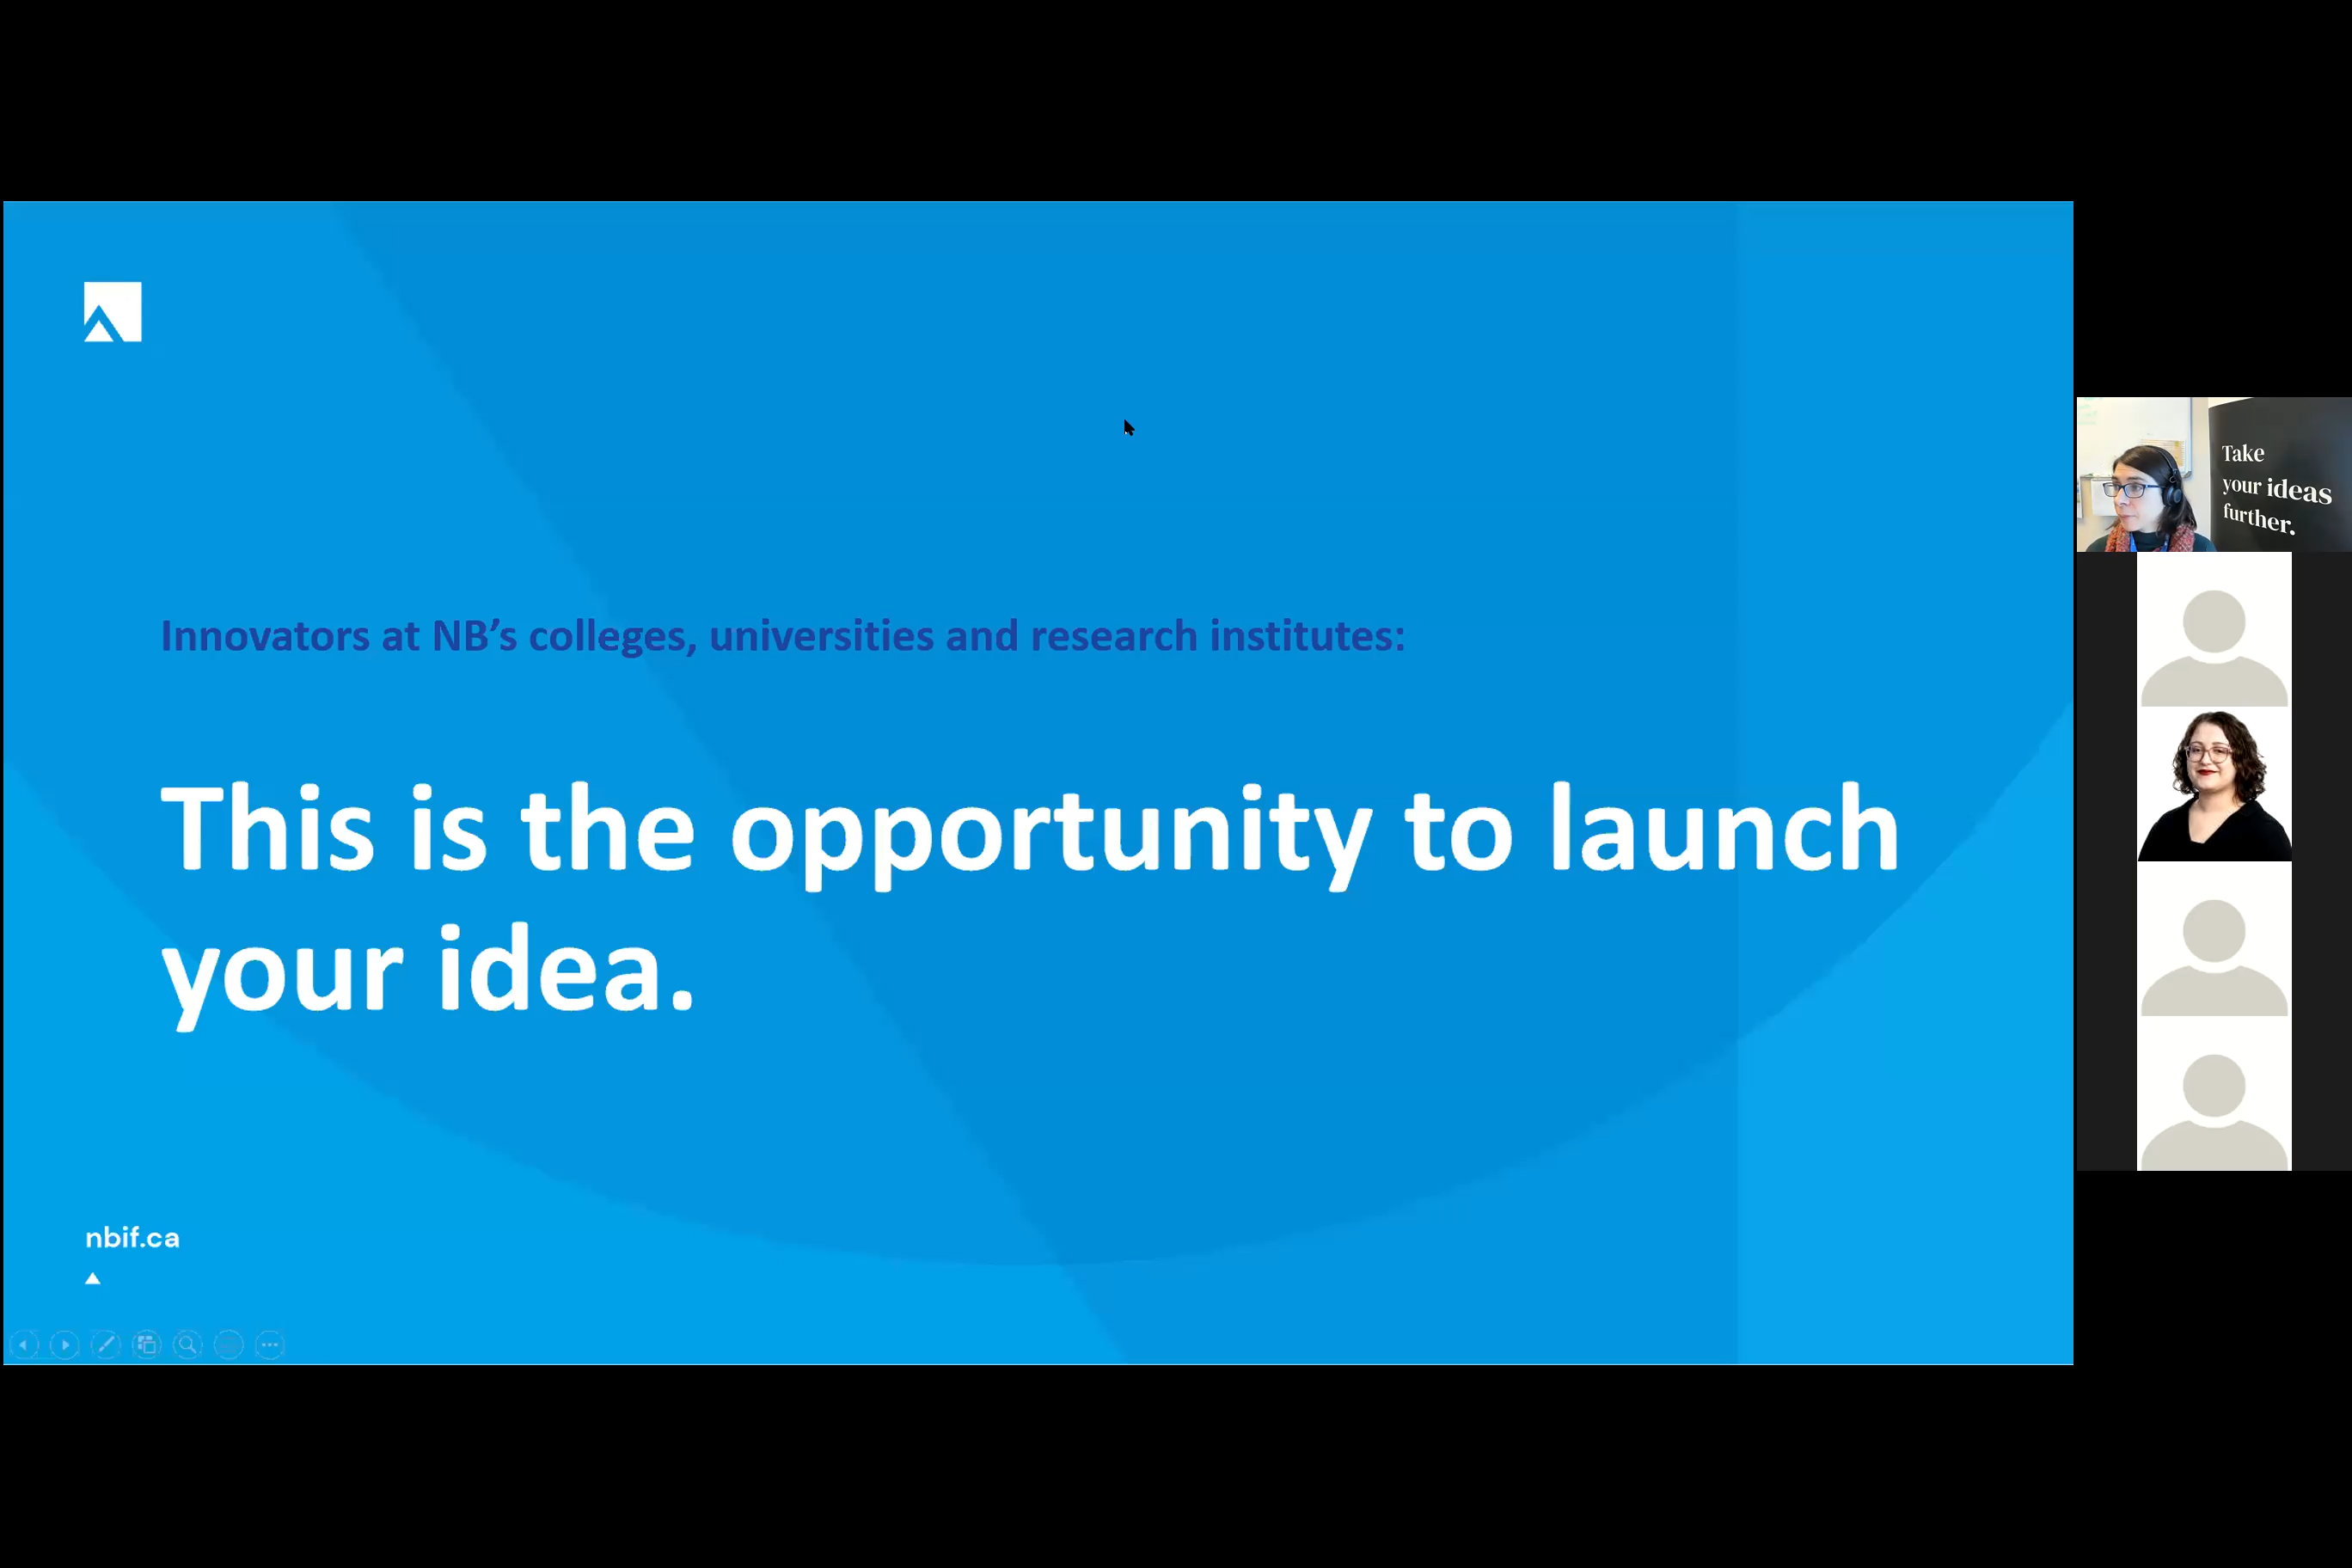 Innovators at NB’s colleges, universities and research institutes:
This is the opportunity to launch
your idea.
nbif.ca
Take
your ideas
further.